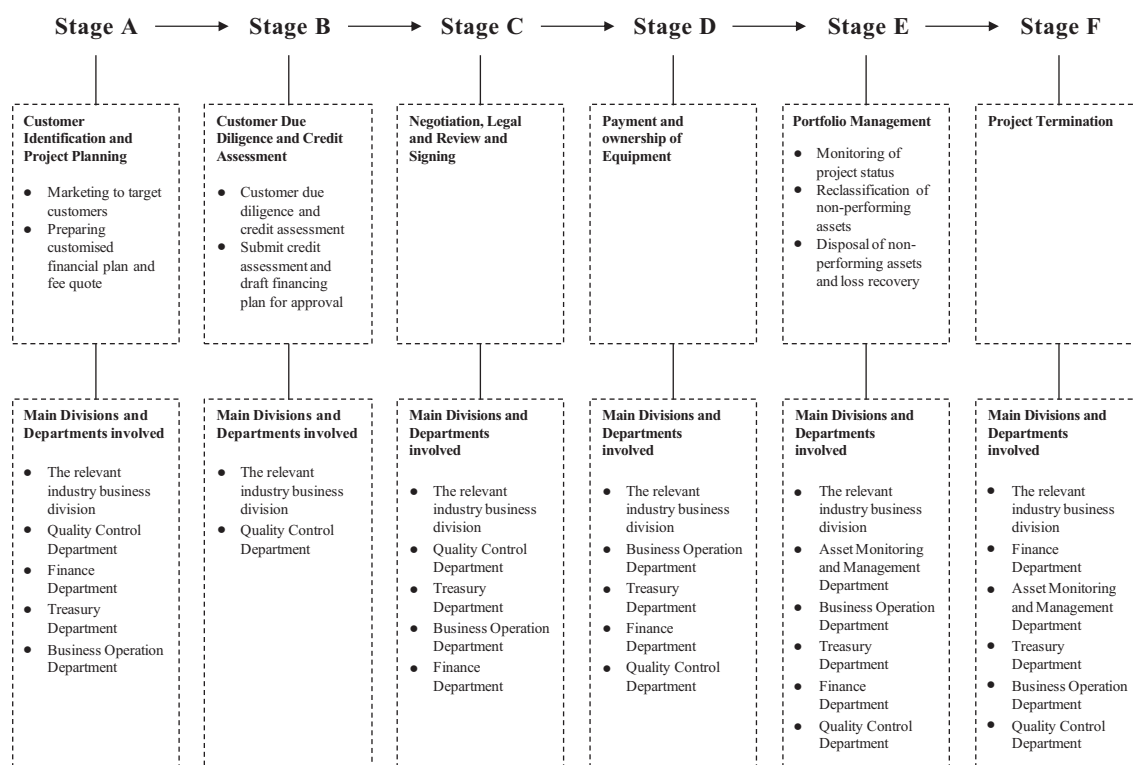 Stage A
Stage B
Stage C
Stage D
Stage E
Stage F
Customer
Identification and
Project Planning
● Marketing to target
customers
● Preparing
customised
financial plan and
fee quote
Customer Due
Diligence and Credit
Assessment
● Customer due
diligence and
credit assessment
● Submit credit
assessment and
draft financing
plan for approval
Negotiation, Legal
and Review and
Signing
Payment and
ownership of
Equipment
Portfolio Management
● Monitoring of
project status
● Reclassification of
non-performing
assets
● Disposal of non-
performing assets
and loss recovery
Project Termination
Main Divisions and
Departments involved
● The relevant
industry business
division
● Quality Control
Department
● Finance
Department
● Treasury
Department
● Business Operation
Department
Main Divisions and
Departments involved
● The relevant
industry business
division
● Quality Control
Department
Main Divisions and
Departments
involved
● The relevant
industry business
division
● Quality Control
Department
● Treasury
Department
● Business Operation
Department
● Finance
Department
Main Divisions and
Departments
involved
● The relevant
industry business
division
● Business Operation
Department
● Treasury
Department
● Finance
Department
● Quality Control
Department
Main Divisions and
Departments
involved
● The relevant
industry business
division
● Asset Monitoring
and Management
Department
● Business Operation
Department
● Treasury
Department
● Finance
Department
● Quality Control
Department
Main Divisions and
Departments
involved
● The relevant
industry business
division
● Finance
Department
● Asset Monitoring
and Management
Department
● Treasury
Department
● Business Operation
Department
● Quality Control
Department